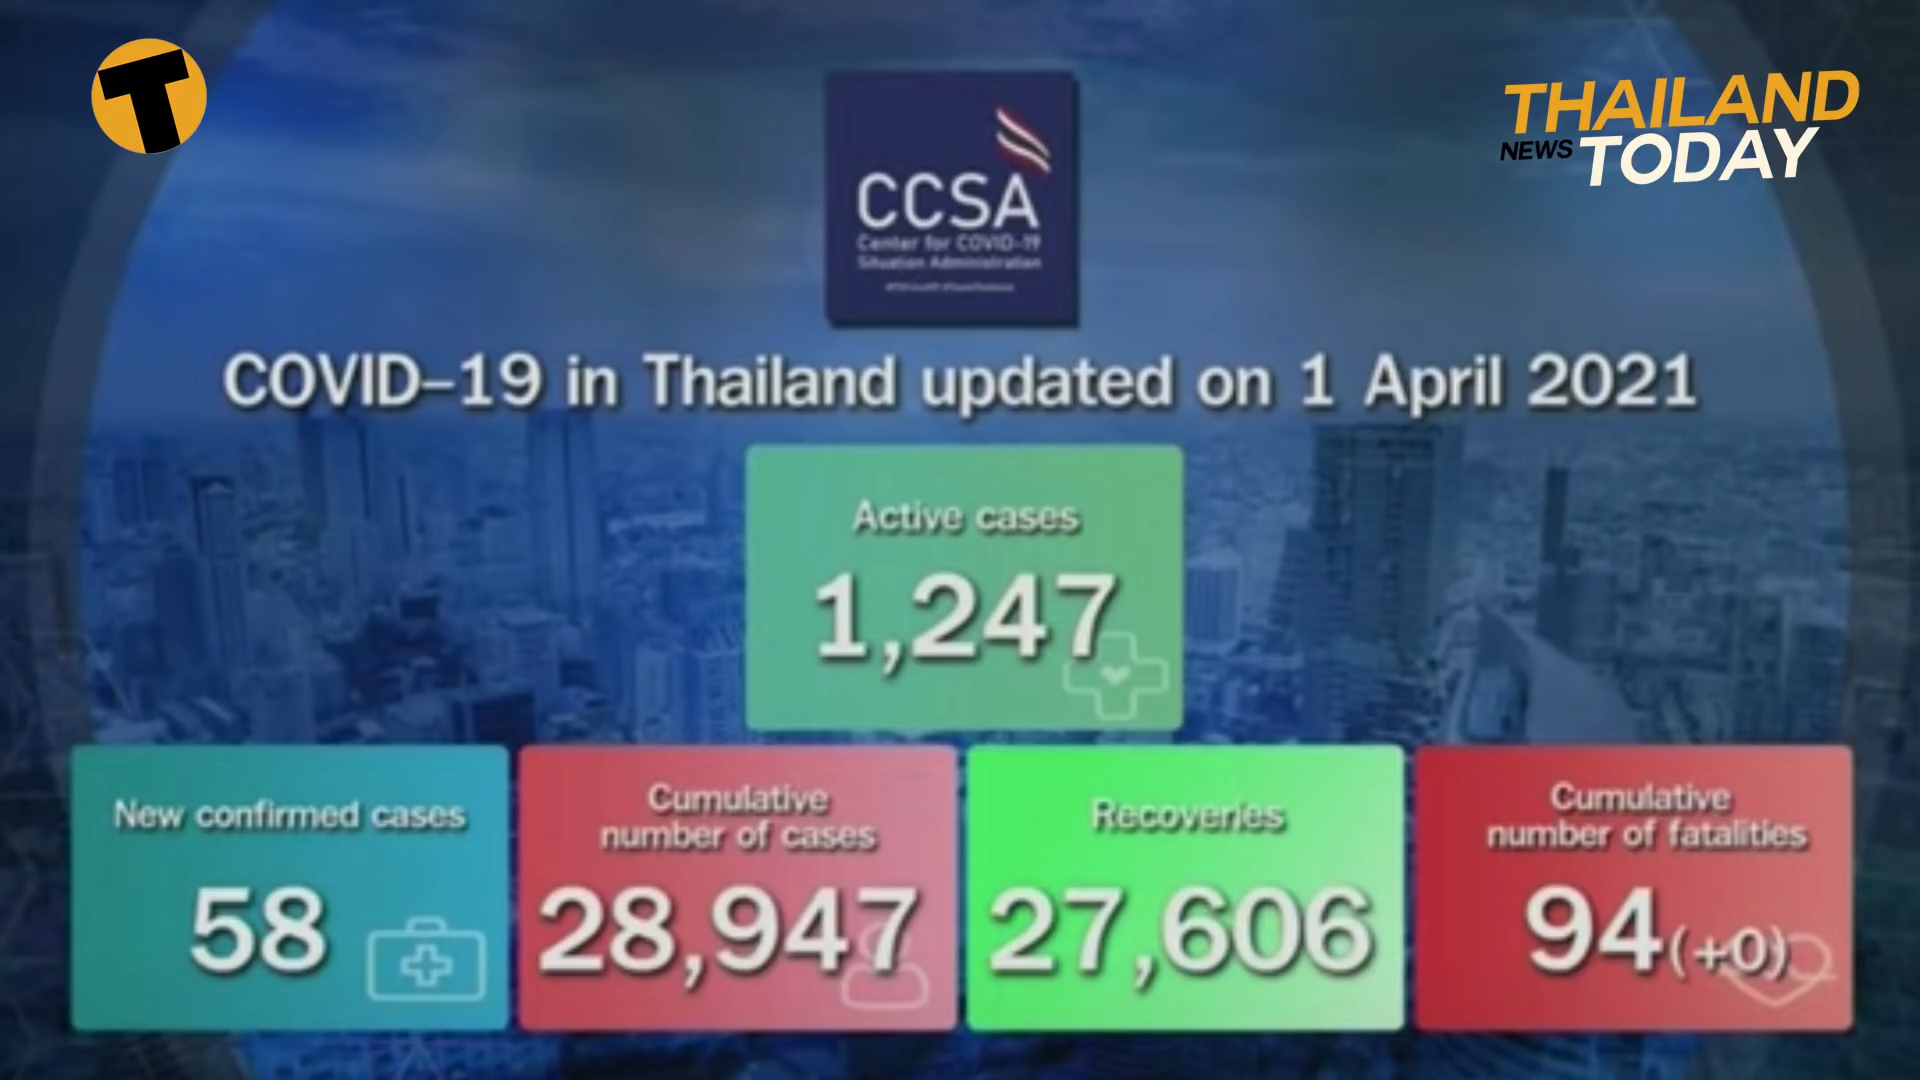 T
THAILAND
NEWS TODAY
CCSA
Center for COVID-19
Situation Administration
COVID-19 in Thailand updated on 1 April 2021
Active cases
1,247
New confirmed cases
58
Cumulative
number of cases
28,947
Recoveries
27,606
Cumulative
number of fatalities
94(+0)